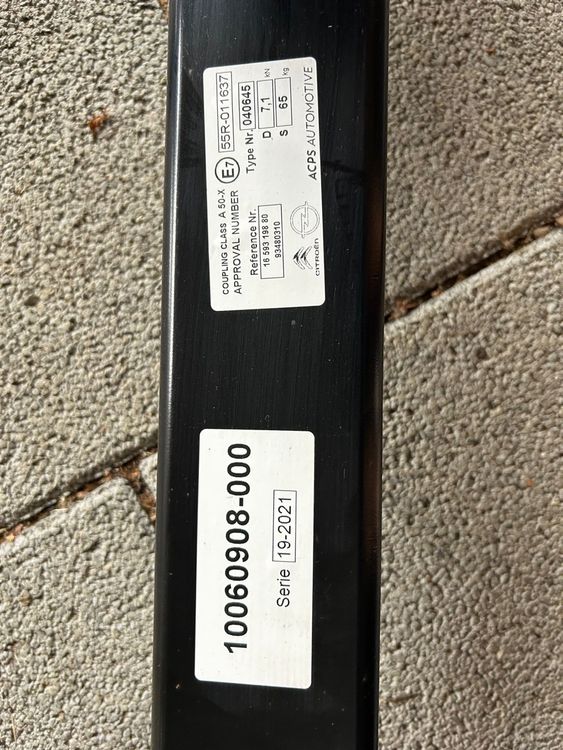 COUPLING CLASS A 50-X
APPROVAL NUMBER E7 55R-011637
Reference Nr. Type Nr. 040645
16 593 198 80 D 7,1 kN
93480310 S 65 kg
CITROËN ACPS AUTOMOTIVE
10060908-000
Serie 19-2021